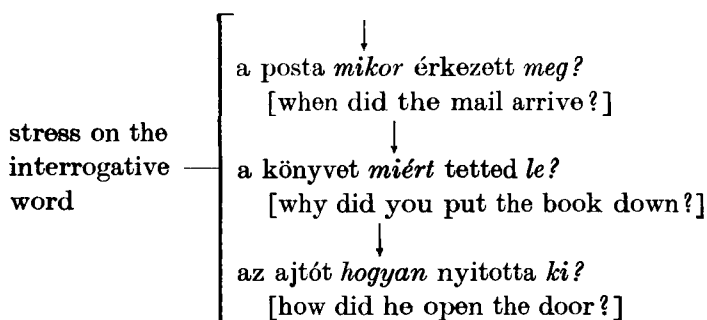 a posta mikor érkezett meg?
[when did the mail arrive?]
stress on the
interrogative
word
a könyvet miért tetted le?
[why did you put the book down?]
az ajtót hogyan nyitotta ki?
[how did he open the door?]